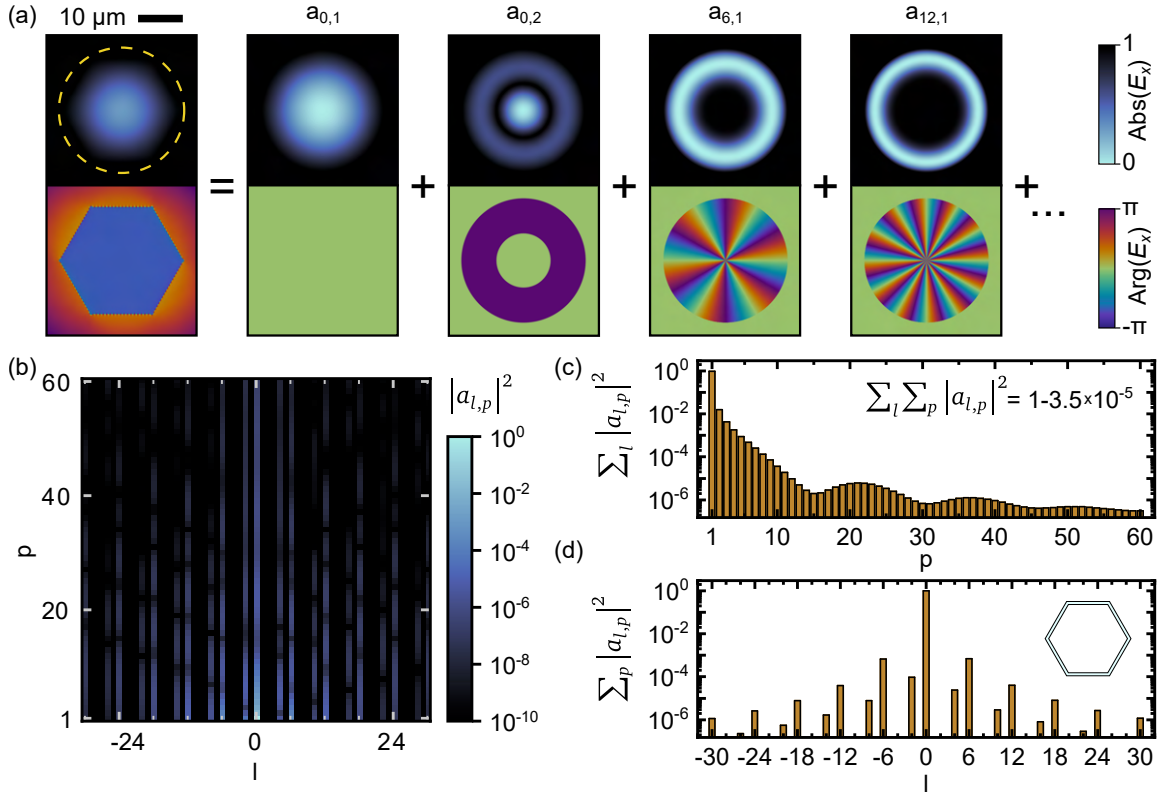 (a)
10 μm
a0,1
a0,2
a6,1
a12,1
=
+
+
+
+
...
1
0
Abs(Ex)
π
-π
Arg(Ex)
(b)
60
40
20
1
p
-24
0
24
l
|al,p|²
10⁰
10⁻²
10⁻⁴
10⁻⁶
10⁻⁸
10⁻¹⁰
(c)
∑l |al,p|²
10⁰
10⁻²
10⁻⁴
10⁻⁶
∑l ∑p |al,p|² = 1-3.5×10⁻⁵
1
10
20
30
40
50
60
p
(d)
∑p |al,p|²
10⁰
10⁻²
10⁻⁴
10⁻⁶
-30
-24
-18
-12
-6
0
6
12
18
24
30
l